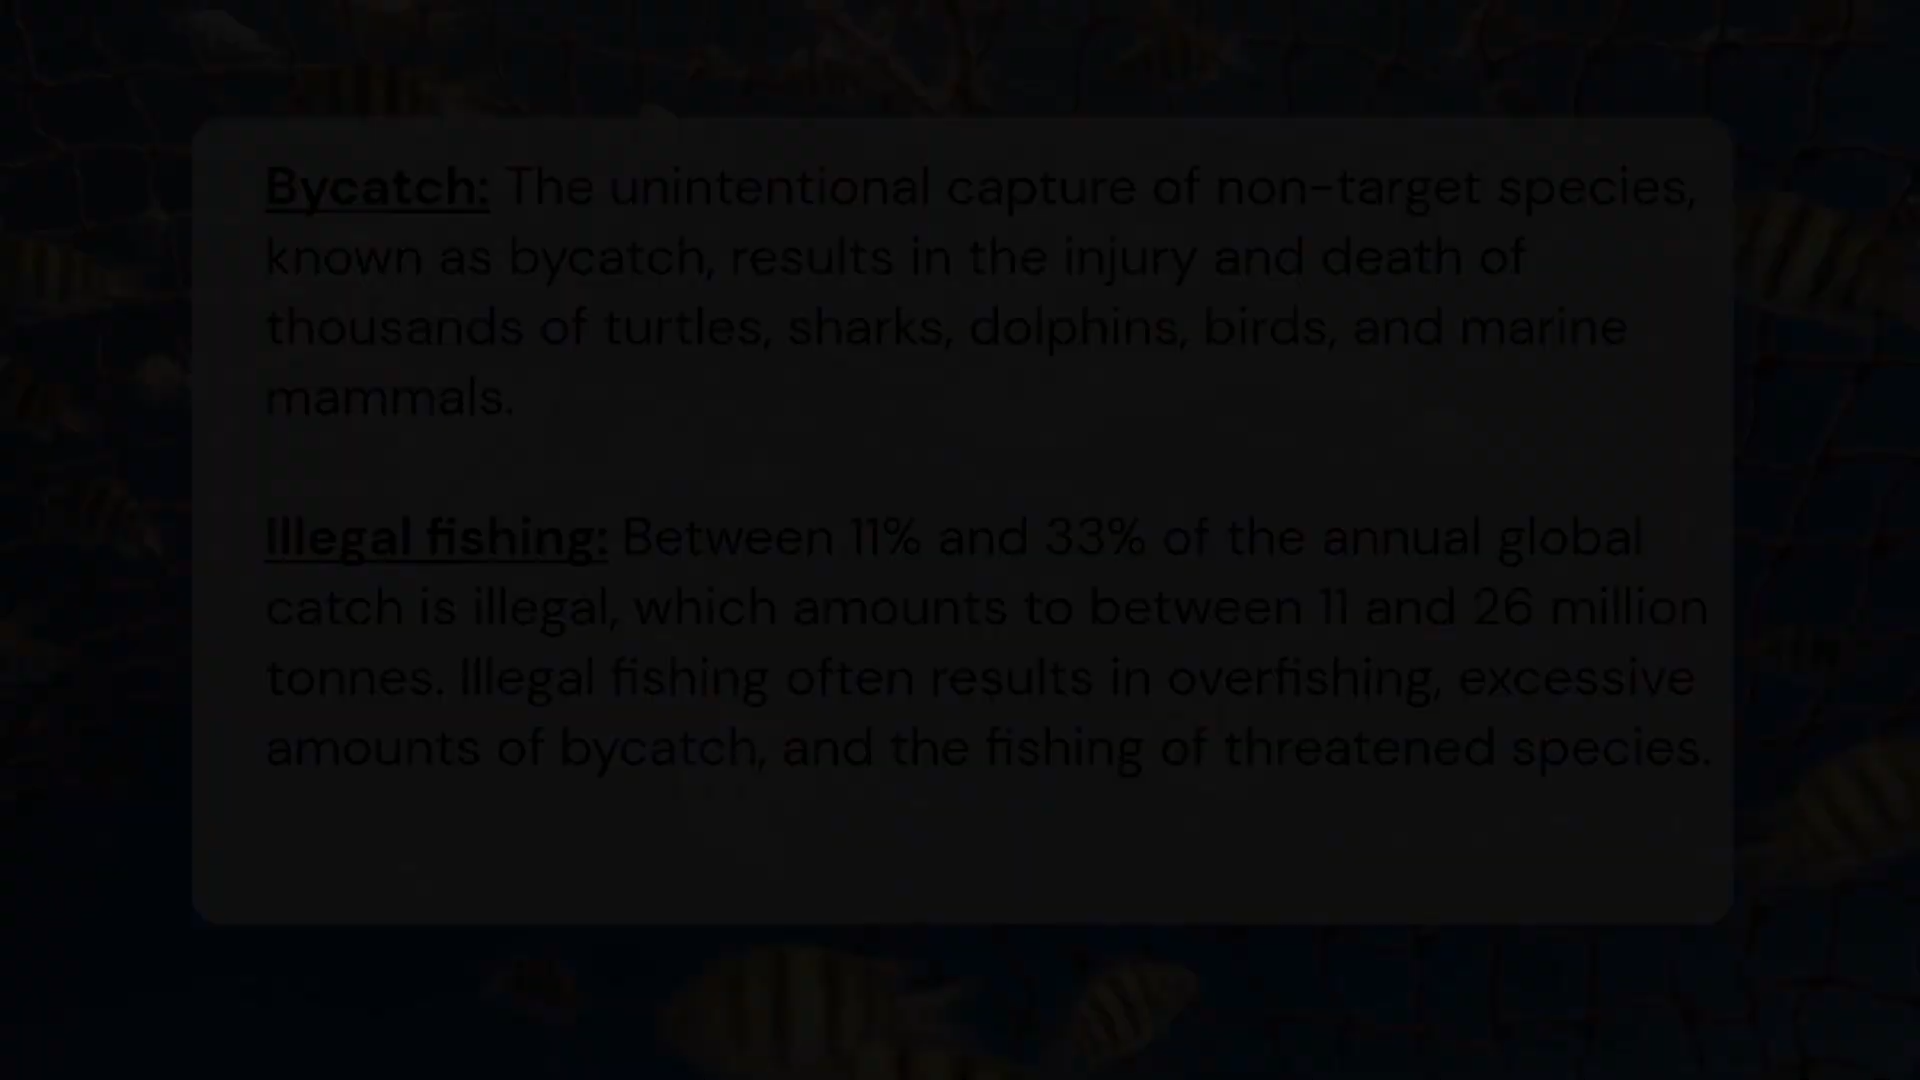 Bycatch: The unintentional capture of non-target species,
known as bycatch, results in the injury and death of
thousands of turtles, sharks, dolphins, birds, and marine
mammals.
Illegal fishing: Between 11% and 33% of the annual global
catch is illegal, which amounts to between 11 and 26 million
tonnes. Illegal fishing often results in overfishing, excessive
amounts of bycatch, and the fishing of threatened species.